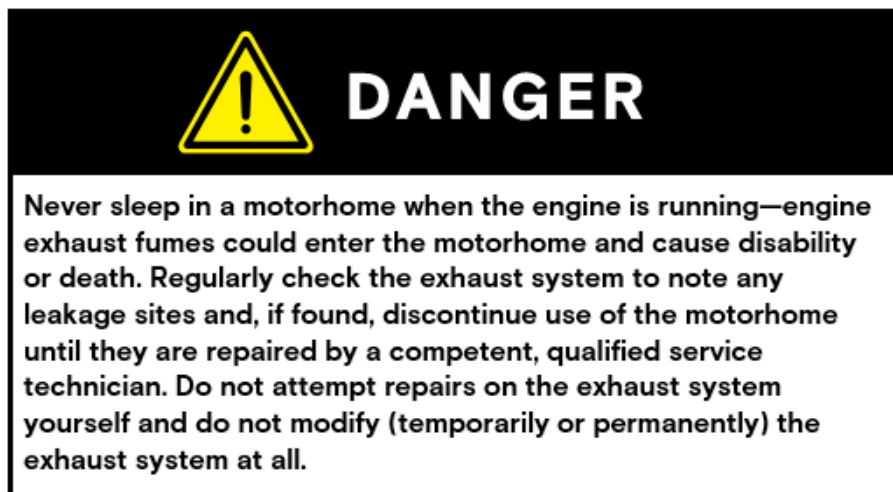 DANGER
Never sleep in a motorhome when the engine is running—engine
exhaust fumes could enter the motorhome and cause disability
or death. Regularly check the exhaust system to note any
leakage sites and, if found, discontinue use of the motorhome
until they are repaired by a competent, qualified service
technician. Do not attempt repairs on the exhaust system
yourself and do not modify (temporarily or permanently) the
exhaust system at all.